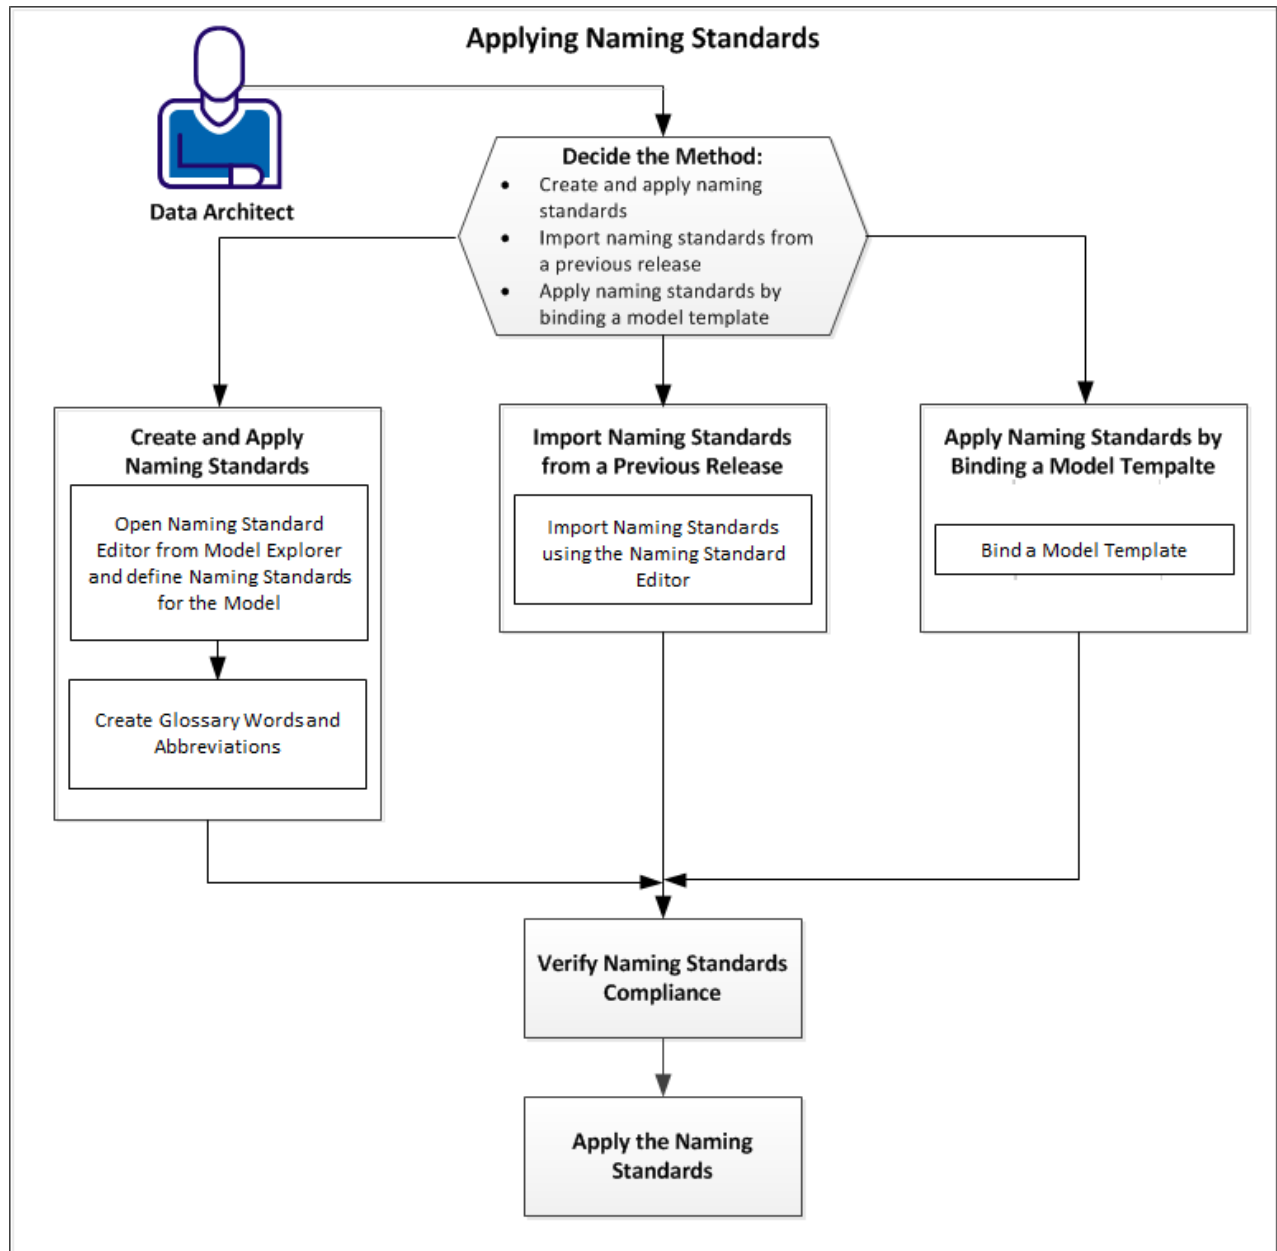 Applying Naming Standards
Data Architect
Decide the Method:
• Create and apply naming
standards
• Import naming standards from
a previous release
• Apply naming standards by
binding a model template
Create and Apply
Naming Standards
Open Naming Standard
Editor from Model Explorer
and define Naming Standards
for the Model
Create Glossary Words and
Abbreviations
Import Naming Standards
from a Previous Release
Import Naming Standards
using the Naming Standard
Editor
Apply Naming Standards by
Binding a Model Tempalte
Bind a Model Template
Verify Naming Standards
Compliance
Apply the Naming
Standards